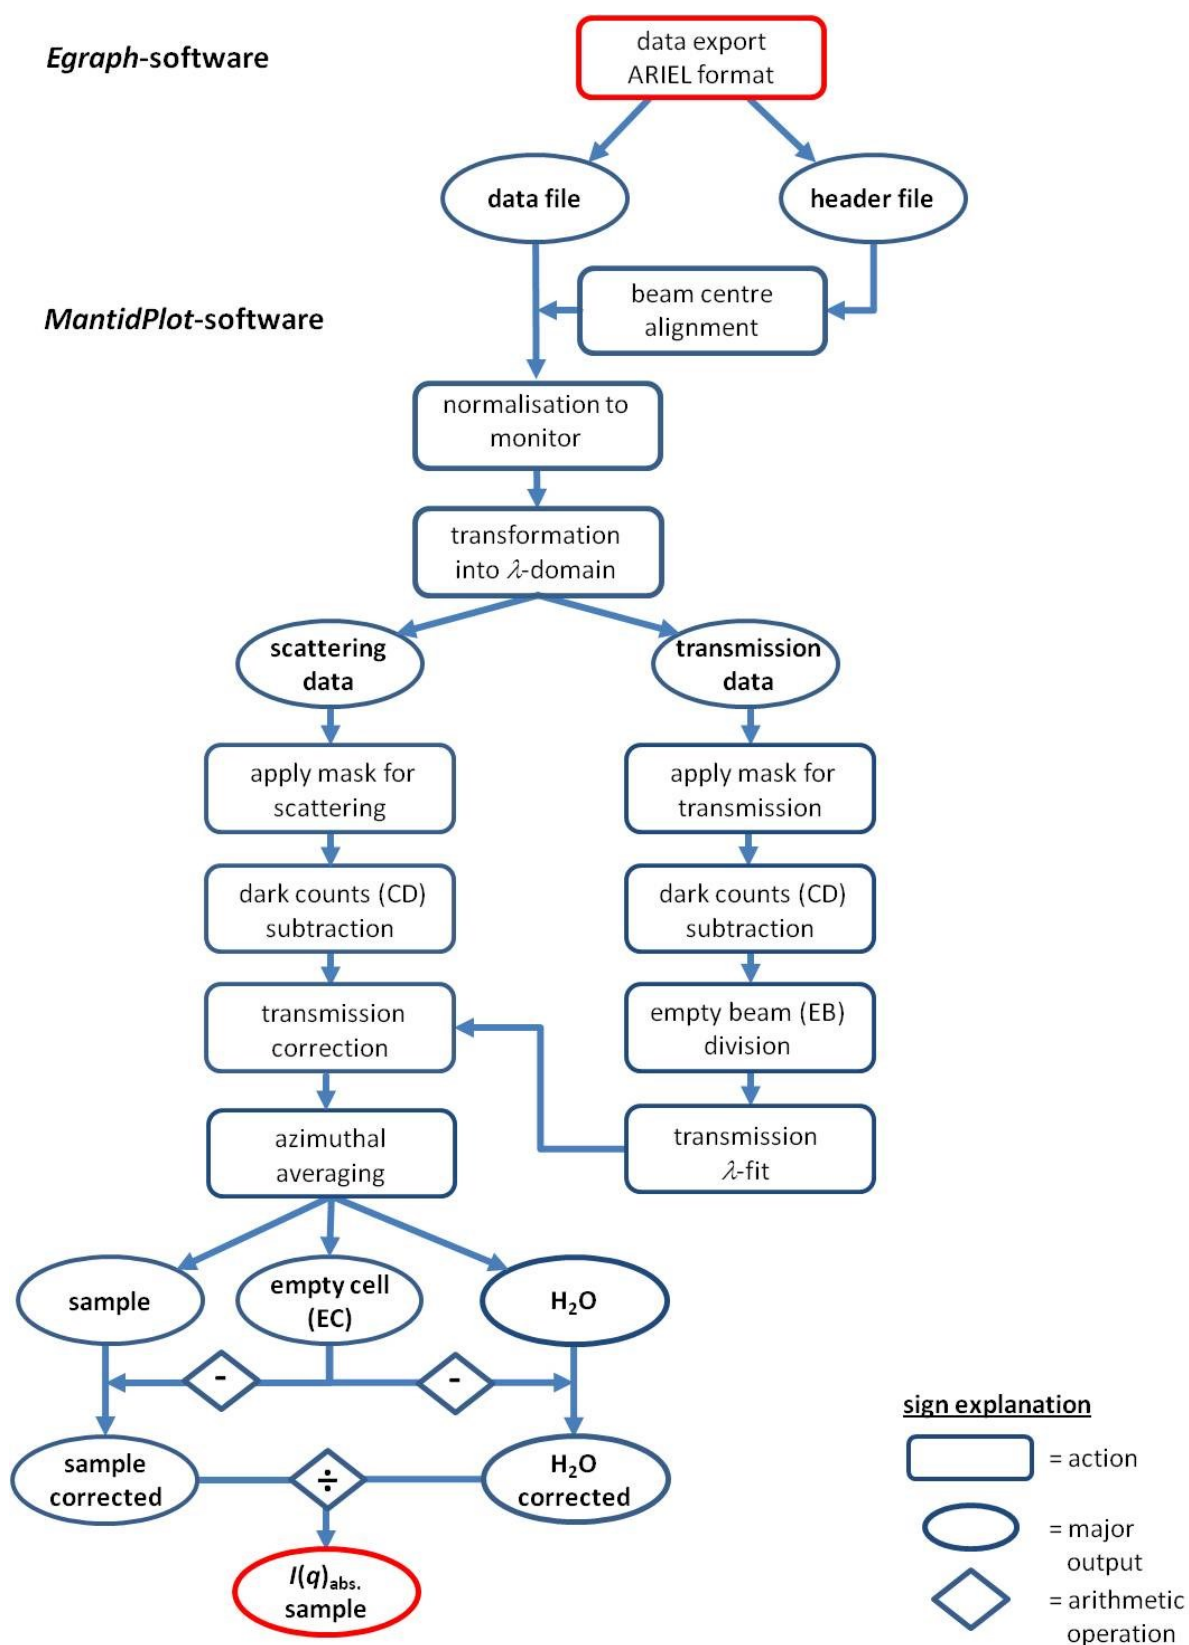 Egraph-software
data export
ARIEL format
data file
header file
beam centre
alignment
MantidPlot-software
normalisation to
monitor
transformation
into λ-domain
scattering
data
transmission
data
apply mask for
scattering
apply mask for
transmission
dark counts (CD)
subtraction
dark counts (CD)
subtraction
transmission
correction
empty beam (EB)
division
azimuthal
averaging
transmission
λ-fit
sample
empty cell
(EC)
H₂O
-
-
sample
corrected
÷
H₂O
corrected
I(q)abs.
sample
sign explanation
= action
= major
output
= arithmetic
operation